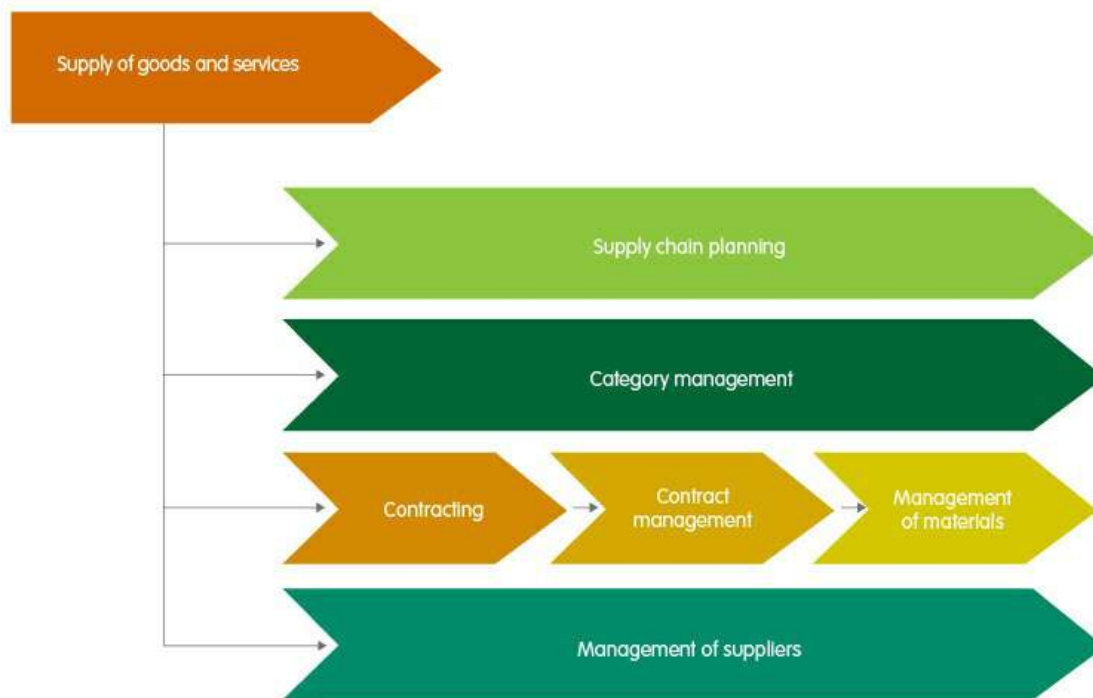 Supply of goods and services
Supply chain planning
Category management
Contracting
Contract
management
Management
of materials
Management of suppliers